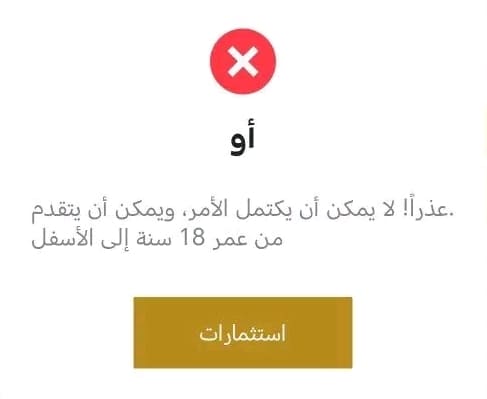 أو
عذراً! لا يمكن أن يكتمل الأمر، ويمكن أن يتقدم.
من عمر 18 سنة إلى الأسفل
استثمارات